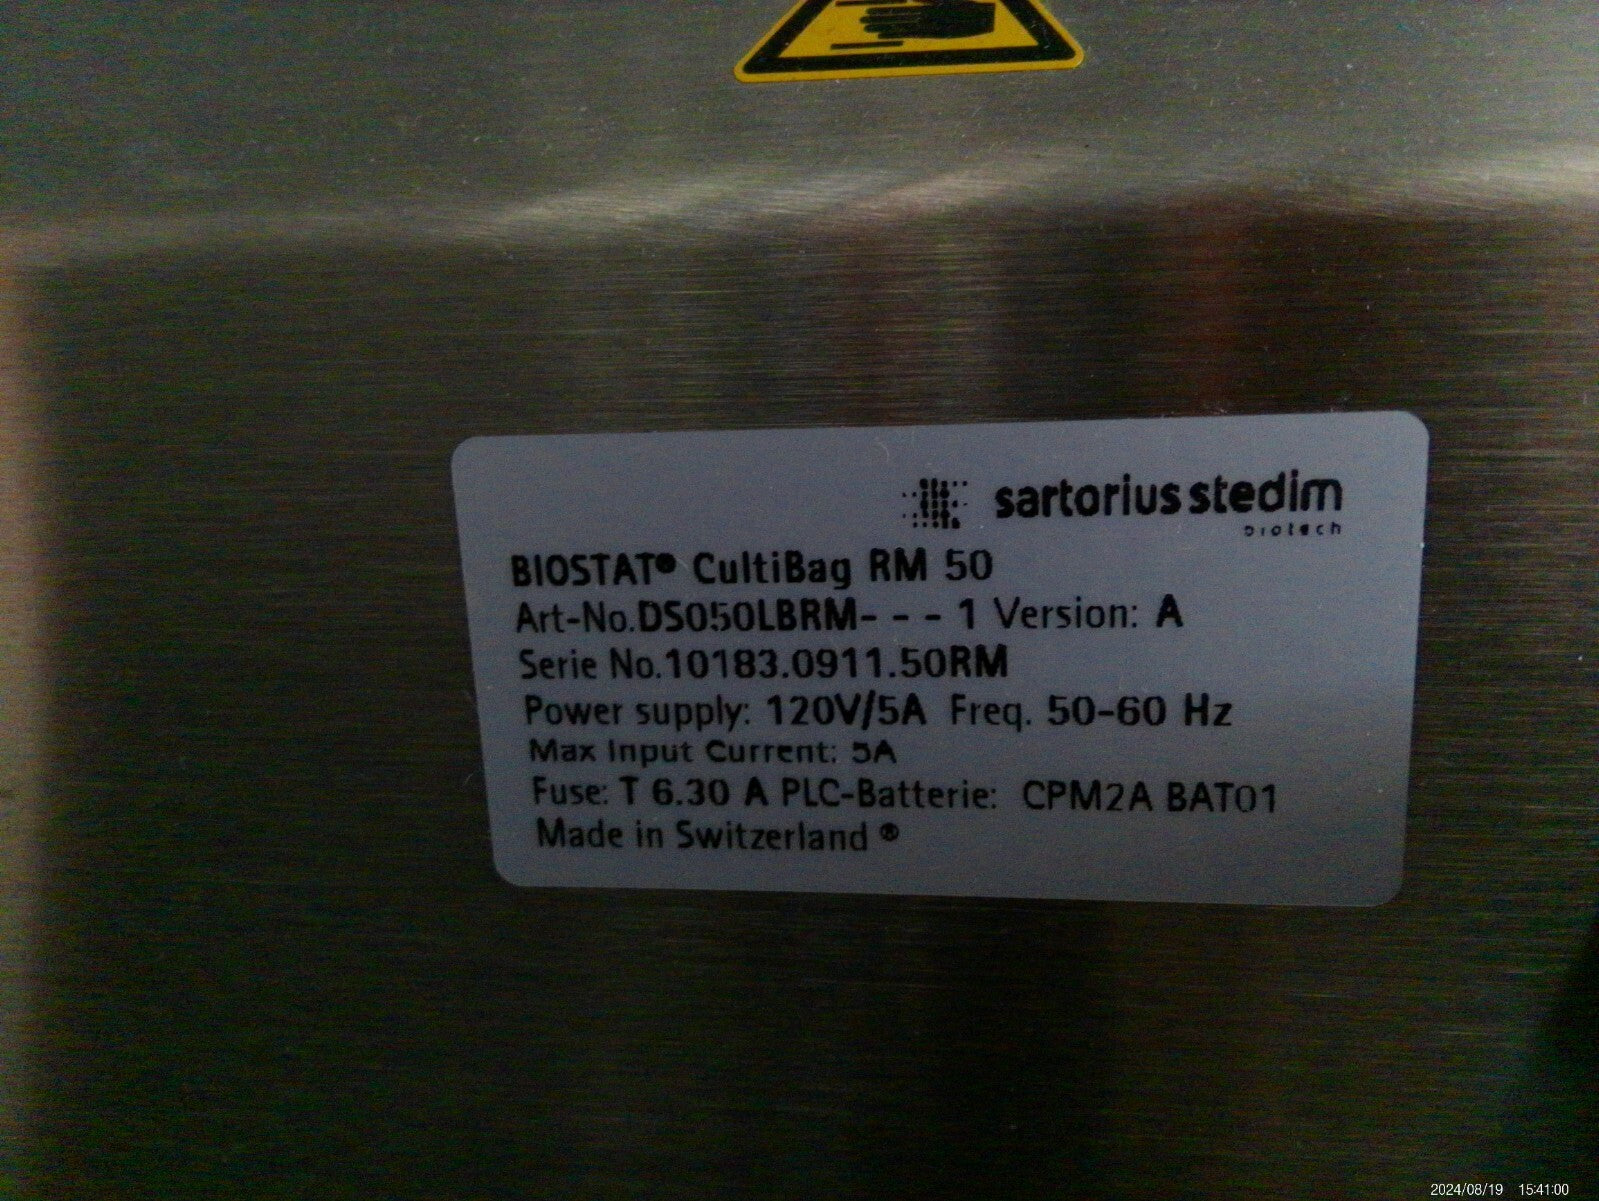 sartorius stedim
biotech
BIOSTAT® CultiBag RM 50
Art-No.DS050LBRM- - - 1 Version: A
Serie No.10183.0911.50RM
Power supply: 120V/5A Freq. 50-60 Hz
Max Input Current: 5A
Fuse: T 6.30 A PLC-Batterie: CPM2A BAT01
Made in Switzerland ®
2024/08/19 15:41:00